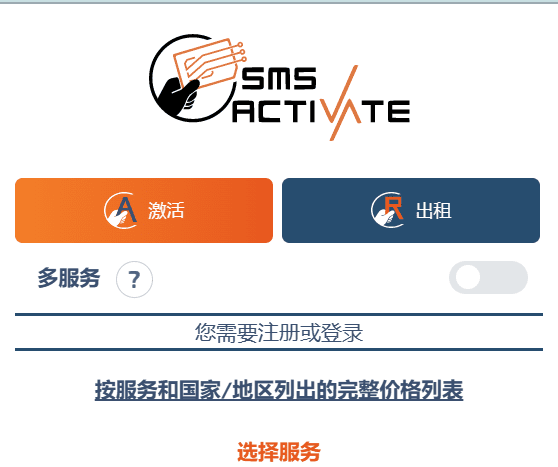 SMS
ACTIVATE
A 激活
R 出租
多服务 ?
您需要注册或登录
按服务和国家/地区列出的完整价格列表
选择服务